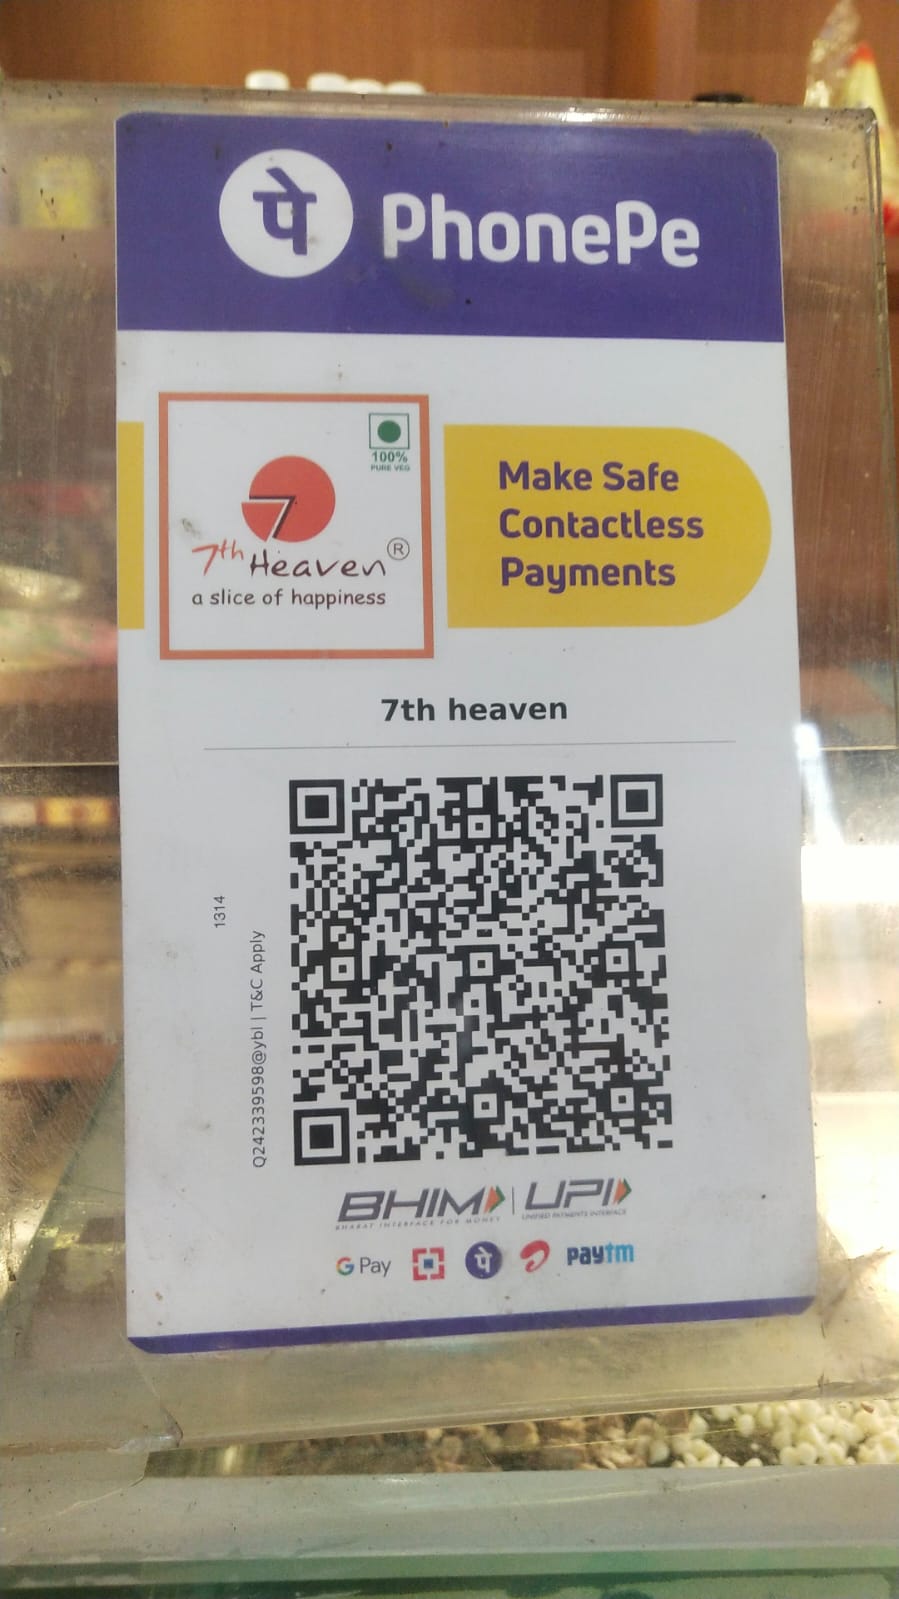 पे PhonePe
100%
PURE VEG
7
7th Heaven ®
a slice of happiness
Make Safe
Contactless
Payments
7th heaven
1314
Q242339598@ybl | T&C Apply
BHIM | UPI
BHARAT INTERFACE FOR MONEY UNIFIED PAYMENTS INTERFACE
G Pay पे paytm